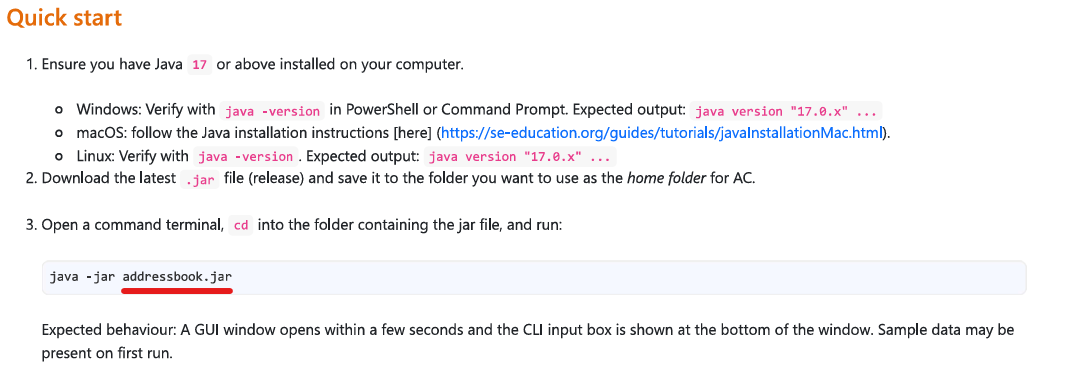 Quick start
1. Ensure you have Java 17 or above installed on your computer.
Windows: Verify with java -version in PowerShell or Command Prompt. Expected output: java version "17.0.x" ...
macOS: follow the Java installation instructions [here] (https://se-education.org/guides/tutorials/javaInstallationMac.html).
Linux: Verify with java -version . Expected output: java version "17.0.x" ...
2. Download the latest .jar file (release) and save it to the folder you want to use as the home folder for AC.
3. Open a command terminal, cd into the folder containing the jar file, and run:
java -jar addressbook.jar
Expected behaviour: A GUI window opens within a few seconds and the CLI input box is shown at the bottom of the window. Sample data may be
present on first run.